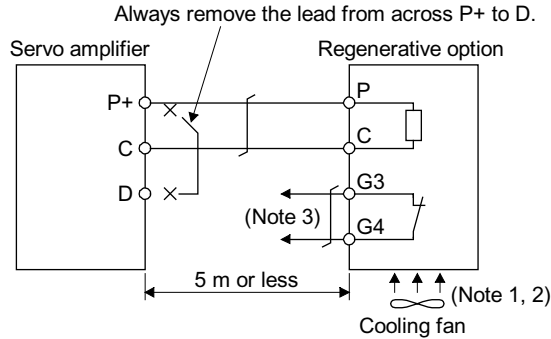 Always remove the lead from across P+ to D.
Servo amplifier
Regenerative option
P+
P
C
C
D
G3
(Note 3)
G4
5 m or less
(Note 1, 2)
Cooling fan